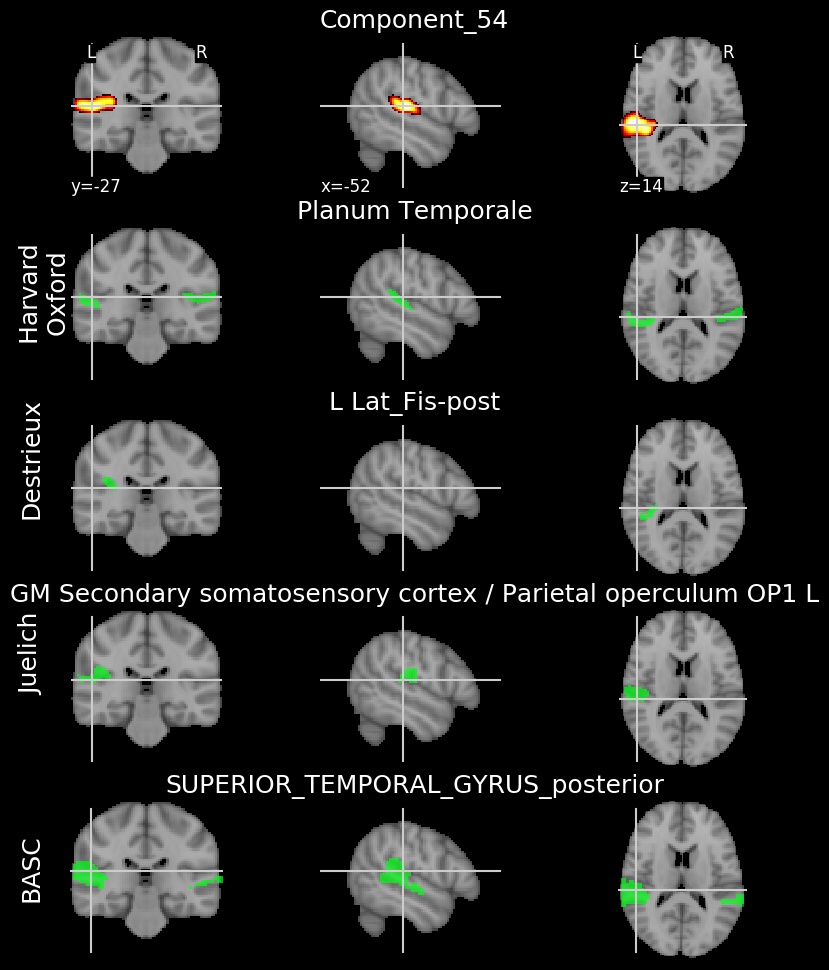 Component_54
L R
L R
y=-27
x=-52
z=14
Planum Temporale
Harvard
Oxford
L Lat_Fis-post
Destrieux
GM Secondary somatosensory cortex / Parietal operculum OP1 L
Juelich
SUPERIOR_TEMPORAL_GYRUS_posterior
BASC